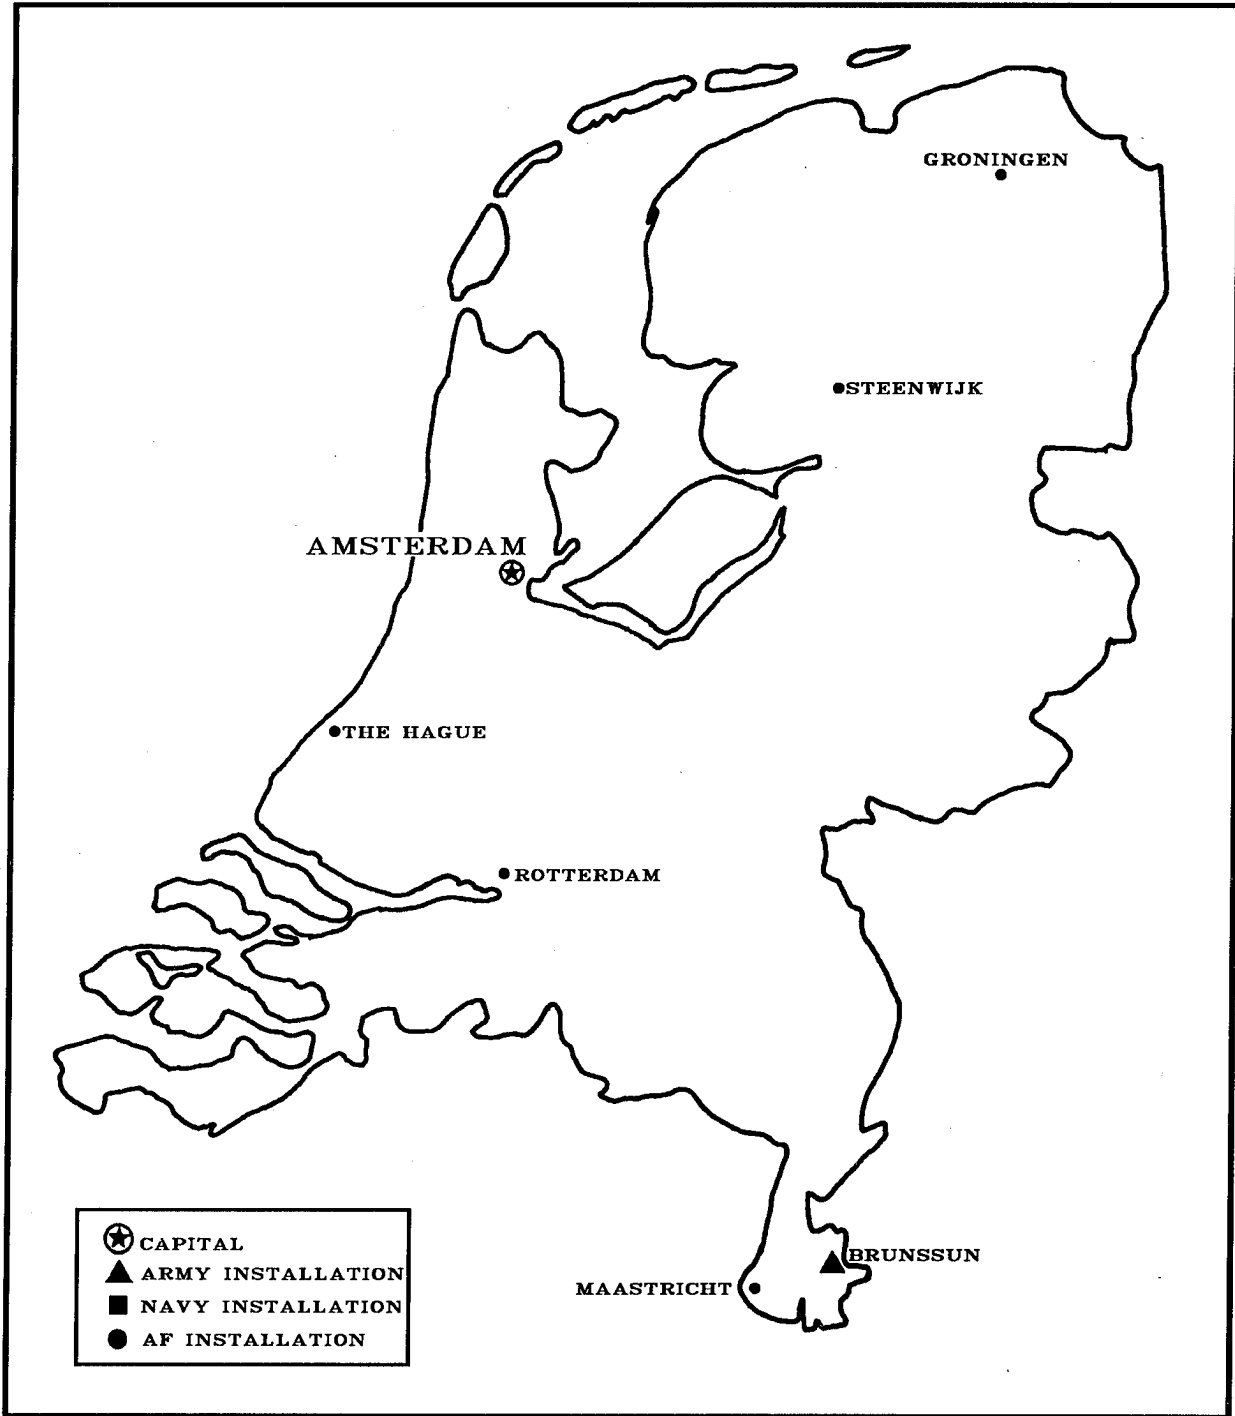 GRONINGEN
STEENWIJK
AMSTERDAM
THE HAGUE
ROTTERDAM
BRUNSSUN
MAASTRICHT
CAPITAL
ARMY INSTALLATION
NAVY INSTALLATION
AF INSTALLATION